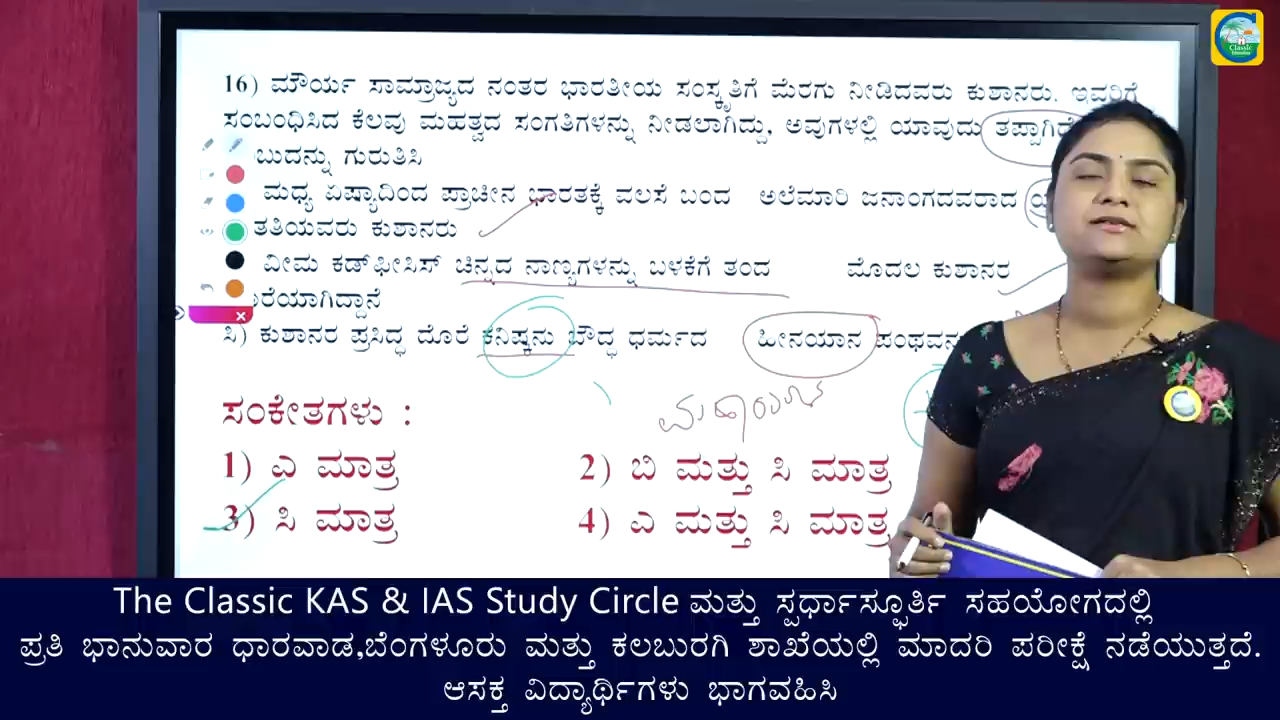 Classic
16) ಮೌರ್ಯ ಸಾಮ್ರಾಜ್ಯದ ನಂತರ ಭಾರತೀಯ ಸಂಸ್ಕೃತಿಗೆ ಮೆರಗು ನೀಡಿದವರು ಕುಶಾನರು. ಇವರಿಗೆ
ಸಂಬಂಧಿಸಿದ ಕೆಲವು ಮಹತ್ವದ ಸಂಗತಿಗಳನ್ನು ನೀಡಲಾಗಿದ್ದು, ಅವುಗಳಲ್ಲಿ ಯಾವುದು
ಬುದನ್ನು ಗುರುತಿಸಿ
ಮಧ್ಯ ಏಷ್ಯಾದಿಂದ ಪ್ರಾಚೀನ ಭಾರತಕ್ಕೆ ವಲಸೆ ಬಂದ ಅಲೆಮಾರಿ ಜನಾಂಗದವರಾದ
ತತಿಯವರು ಕುಶಾನರು
ವೀಮ ಕಡ್‌ಫೀಸಿಸ್ ಚಿನ್ನದ ನಾಣ್ಯಗಳನ್ನು ಬಳಕೆಗೆ ತಂದ ಮೊದಲ ಕುಶಾನರ
ರೆಯಾಗಿದ್ದಾನೆ
ಸಿ) ಕುಶಾನರ ಪ್ರಸಿದ್ಧ ದೊರೆ ಕನಿಷ್ಕನು ಬೌದ್ಧ ಧರ್ಮದ ಹೀನಯಾನ
ಮಹಾಯಾನ
ಸಂಕೇತಗಳು :
1) ಎ ಮಾತ್ರ 2) ಬಿ ಮತ್ತು ಸಿ ಮಾತ್ರ
3) ಸಿ ಮಾತ್ರ 4) ಎ ಮತ್ತು ಸಿ ಮಾತ್ರ
The Classic KAS & IAS Study Circle ಮತ್ತು ಸ್ಪರ್ಧಾಸ್ಫೂರ್ತಿ ಸಹಯೋಗದಲ್ಲಿ
ಪ್ರತಿ ಭಾನುವಾರ ಧಾರವಾಡ,ಬೆಂಗಳೂರು ಮತ್ತು ಕಲಬುರಗಿ ಶಾಖೆಯಲ್ಲಿ ಮಾದರಿ ಪರೀಕ್ಷೆ ನಡೆಯುತ್ತದೆ.
ಆಸಕ್ತ ವಿದ್ಯಾರ್ಥಿಗಳು ಭಾಗವಹಿಸಿ